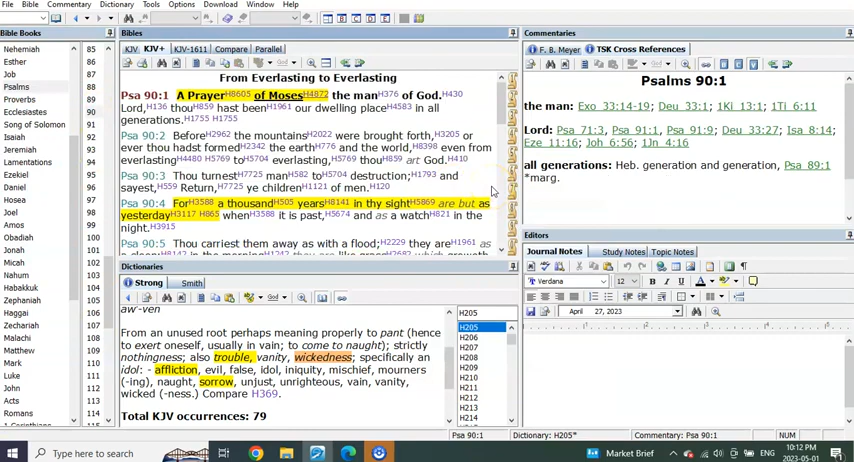 File View Bible Commentary Dictionary Tools Options Download Window Help
B C D E
Bible Books
Nehemiah
Esther
Job
Psalms
Proverbs
Ecclesiastes
Song of Solomon
Isaiah
Jeremiah
Lamentations
Ezekiel
Daniel
Hosea
Joel
Amos
Obadiah
Jonah
Micah
Nahum
Habakkuk
Zephaniah
Haggai
Zechariah
Malachi
Matthew
Mark
Luke
John
Acts
Romans
1 Corinthians
85
86
87
88
89
90
91
92
93
94
95
96
97
98
99
100
101
102
103
104
105
106
107
108
109
110
111
112
113
114
115
Bibles
KJV KJV+ KJV-1611 Compare Parallel
From Everlasting to Everlasting
Psa 90:1 A PrayerH8605 of MosesH4872 the manH376 of God.H430
Lord,H136 thouH859 hast beenH1961 our dwelling placeH4583 in all
generations.H1755 H1755
Psa 90:2 BeforeH2962 the mountainsH2022 were brought forth,H3205 or
ever thou hadst formedH2342 the earthH776 and the world,H8398 even from
everlastingH4480 H5769 toH5704 everlasting,H5769 thouH859 art God.H410
Psa 90:3 Thou turnestH7725 manH582 toH5704 destruction;H1793 and
sayest,H559 Return,H7725 ye childrenH1121 of men.H120
Psa 90:4 ForH3588 a thousandH505 yearsH8141 in thy sightH5869 are but as
yesterdayH3117 H865 whenH3588 it is past,H5674 and as a watchH821 in the
night.H3915
Psa 90:5 Thou carriest them away as with a flood;H2229 they areH1961 as
Dictionaries
Strong Smith
aw'-ven
From an unused root perhaps meaning properly to pant (hence
to exert oneself, usually in vain; to come to naught); strictly
nothingness; also trouble, vanity, wickedness; specifically an
idol: - affliction, evil, false, idol, iniquity, mischief, mourners
(-ing), naught, sorrow, unjust, unrighteous, vain, vanity,
wicked (-ness.) Compare H369.
Total KJV occurrences: 79
H205
H205
H206
H207
H208
H209
H210
H211
H212
H213
H214
Commentaries
F. B. Meyer TSK Cross References
Psalms 90:1
the man: Exo 33:14-19; Deu 33:1; 1Ki 13:1; 1Ti 6:11
Lord: Psa 71:3, Psa 91:1, Psa 91:9; Deu 33:27; Isa 8:14;
Eze 11:16; Joh 6:56; 1Jn 4:16
all generations: Heb. generation and generation, Psa 89:1
*marg.
Editors
Journal Notes Study Notes Topic Notes
Verdana 12 B I U A
April 27, 2023
1 2 3 4
Psa 90:1 Dictionary: H205* Commentary: Psa 90:1 NUM
Type here to search
Market Brief ENG 10:12 PM
2023-05-01